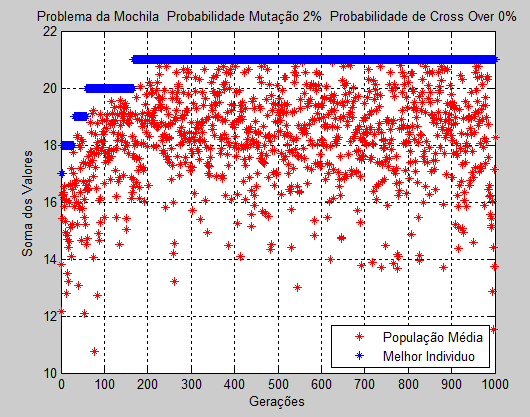 Problema da Mochila  Probabilidade Mutação 2%  Probabilidade de Cross Over 0%
22
20
18
16
14
12
10
Soma dos Valores
População Média
Melhor Individuo
0 100 200 300 400 500 600 700 800 900 1000
Gerações